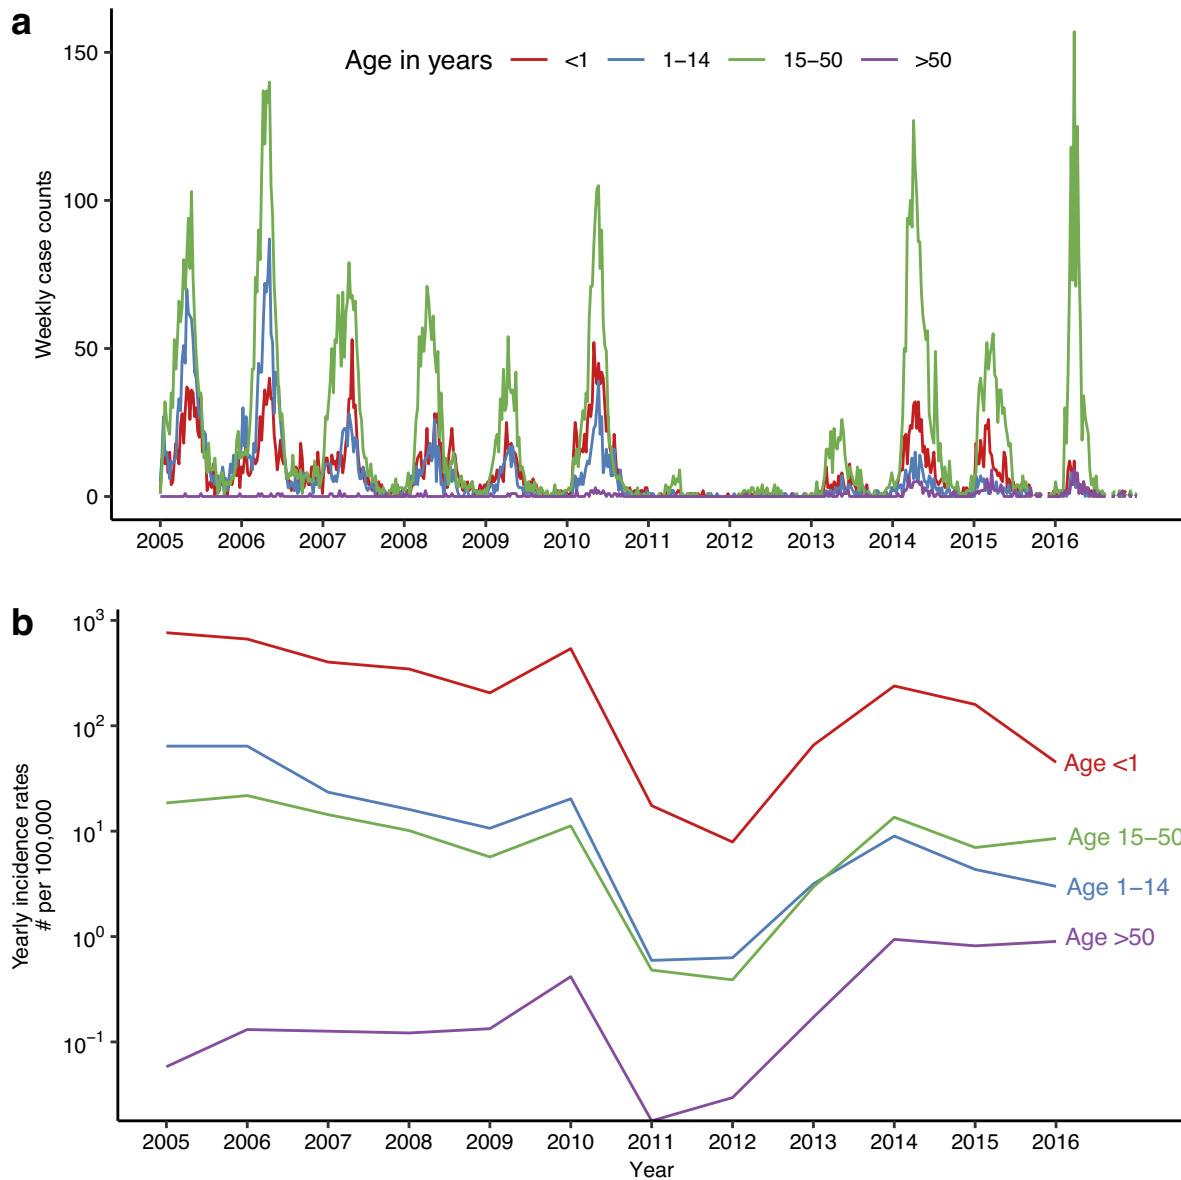 a
Age in years <1 1–14 15–50 >50
Weekly case counts
150
100
50
0
2005 2006 2007 2008 2009 2010 2011 2012 2013 2014 2015 2016
b
Yearly incidence rates
# per 100,000
10³
10²
10¹
10⁰
10⁻¹
Age <1
Age 15–50
Age 1–14
Age >50
2005 2006 2007 2008 2009 2010 2011 2012 2013 2014 2015 2016
Year